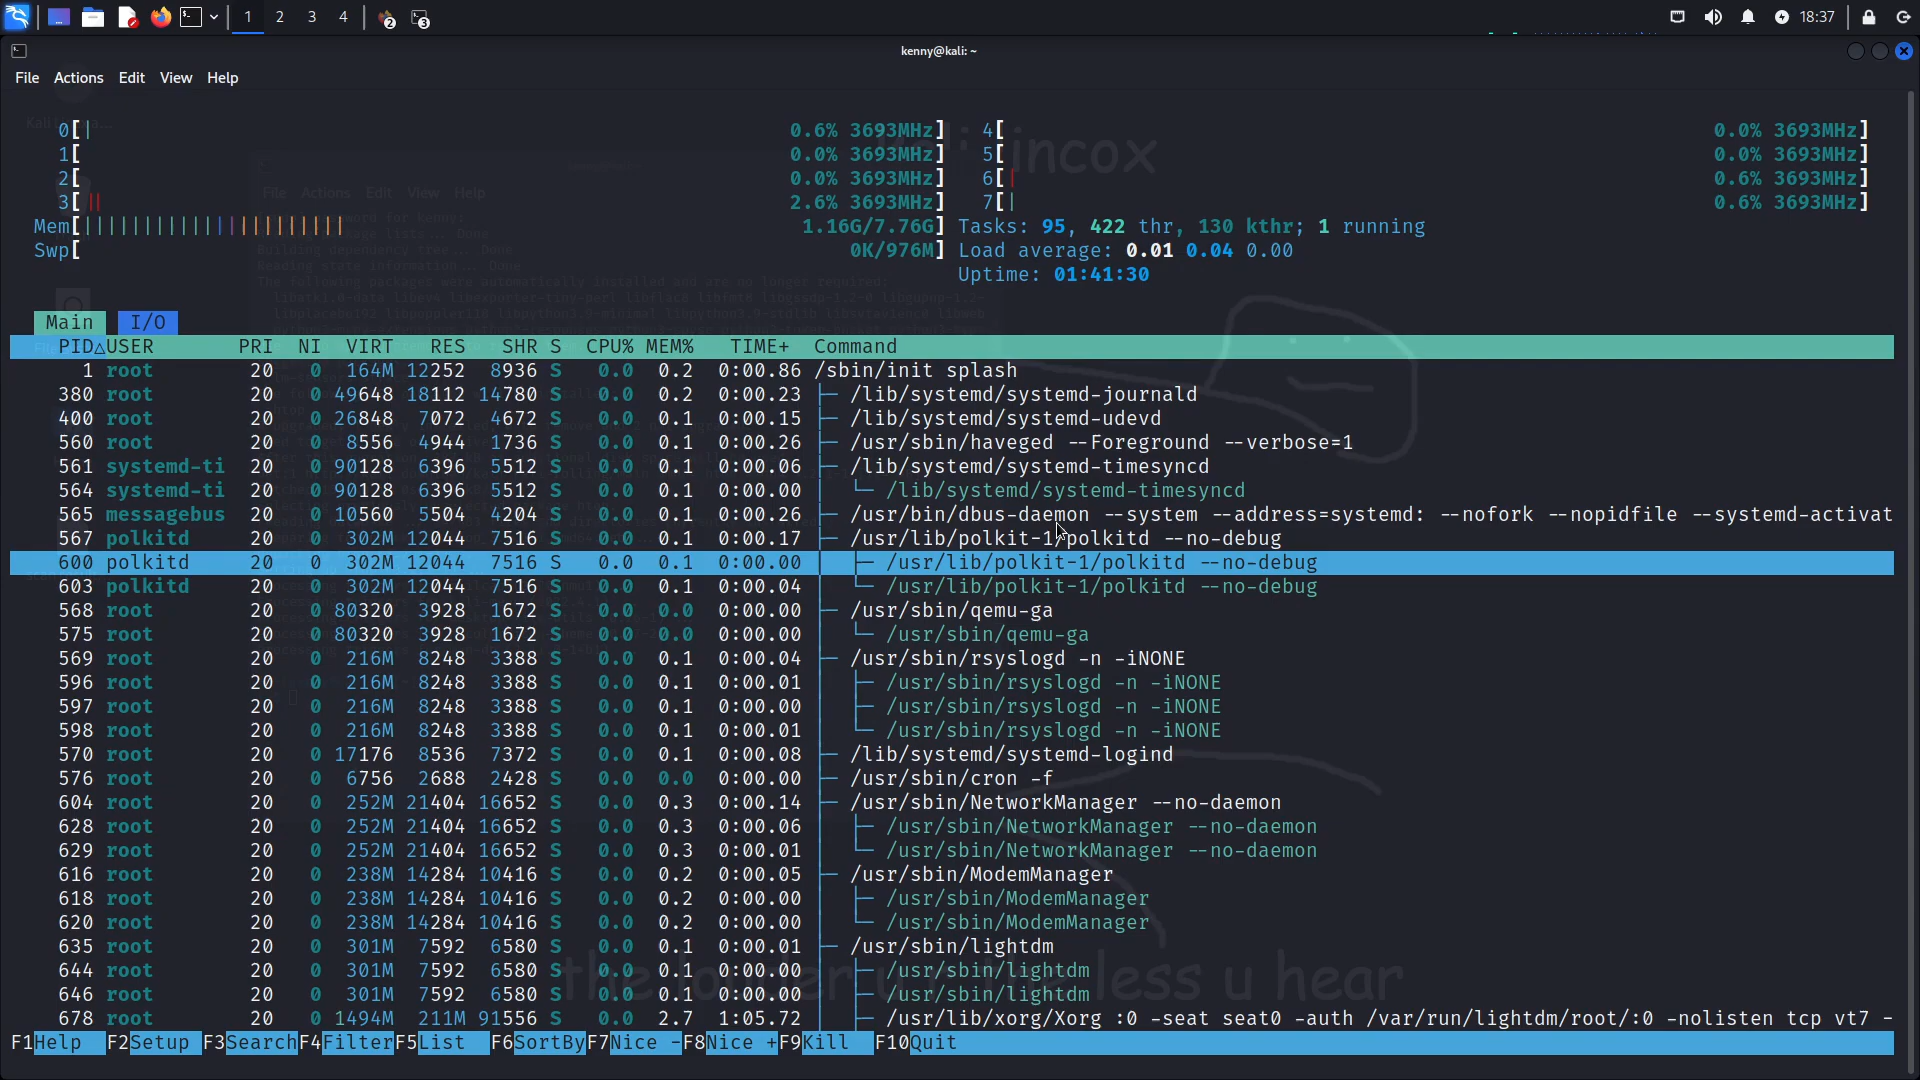 1 2 3 4 2 3 18:37
kenny@kali: ~
File Actions Edit View Help
0[| 0.6% 3693MHz] 4[ 0.0% 3693MHz]
1[ 0.0% 3693MHz] 5[ 0.0% 3693MHz]
2[ 0.0% 3693MHz] 6[| 0.6% 3693MHz]
3[|| 2.6% 3693MHz] 7[| 0.6% 3693MHz]
Mem[||||||||||||||||||||||1.16G/7.76G] Tasks: 95, 422 thr, 130 kthr; 1 running
Swp[ 0K/976M] Load average: 0.01 0.04 0.00
Uptime: 01:41:30
Main I/O
PID△USER PRI NI VIRT RES SHR S CPU% MEM% TIME+ Command
1 root 20 0 164M 12252 8936 S 0.0 0.2 0:00.86 /sbin/init splash
380 root 20 0 49648 18112 14780 S 0.0 0.2 0:00.23 ├─ /lib/systemd/systemd-journald
400 root 20 0 26848 7072 4672 S 0.0 0.1 0:00.15 ├─ /lib/systemd/systemd-udevd
560 root 20 0 8556 4944 1736 S 0.0 0.1 0:00.26 ├─ /usr/sbin/haveged --Foreground --verbose=1
561 systemd-ti 20 0 90128 6396 5512 S 0.0 0.1 0:00.06 ├─ /lib/systemd/systemd-timesyncd
564 systemd-ti 20 0 90128 6396 5512 S 0.0 0.1 0:00.00 │ └─ /lib/systemd/systemd-timesyncd
565 messagebus 20 0 10560 5504 4204 S 0.0 0.1 0:00.26 ├─ /usr/bin/dbus-daemon --system --address=systemd: --nofork --nopidfile --systemd-activat
567 polkitd 20 0 302M 12044 7516 S 0.0 0.1 0:00.17 ├─ /usr/lib/polkit-1/polkitd --no-debug
600 polkitd 20 0 302M 12044 7516 S 0.0 0.1 0:00.00 │ ├─ /usr/lib/polkit-1/polkitd --no-debug
603 polkitd 20 0 302M 12044 7516 S 0.0 0.1 0:00.04 │ └─ /usr/lib/polkit-1/polkitd --no-debug
568 root 20 0 80320 3928 1672 S 0.0 0.0 0:00.00 ├─ /usr/sbin/qemu-ga
575 root 20 0 80320 3928 1672 S 0.0 0.0 0:00.00 │ └─ /usr/sbin/qemu-ga
569 root 20 0 216M 8248 3388 S 0.0 0.1 0:00.04 ├─ /usr/sbin/rsyslogd -n -iNONE
596 root 20 0 216M 8248 3388 S 0.0 0.1 0:00.01 │ ├─ /usr/sbin/rsyslogd -n -iNONE
597 root 20 0 216M 8248 3388 S 0.0 0.1 0:00.00 │ ├─ /usr/sbin/rsyslogd -n -iNONE
598 root 20 0 216M 8248 3388 S 0.0 0.1 0:00.01 │ └─ /usr/sbin/rsyslogd -n -iNONE
570 root 20 0 17176 8536 7372 S 0.0 0.1 0:00.08 ├─ /lib/systemd/systemd-logind
576 root 20 0 6756 2688 2428 S 0.0 0.0 0:00.00 ├─ /usr/sbin/cron -f
604 root 20 0 252M 21404 16652 S 0.0 0.3 0:00.14 ├─ /usr/sbin/NetworkManager --no-daemon
628 root 20 0 252M 21404 16652 S 0.0 0.3 0:00.06 │ ├─ /usr/sbin/NetworkManager --no-daemon
629 root 20 0 252M 21404 16652 S 0.0 0.3 0:00.01 │ └─ /usr/sbin/NetworkManager --no-daemon
616 root 20 0 238M 14284 10416 S 0.0 0.2 0:00.05 ├─ /usr/sbin/ModemManager
618 root 20 0 238M 14284 10416 S 0.0 0.2 0:00.00 │ ├─ /usr/sbin/ModemManager
620 root 20 0 238M 14284 10416 S 0.0 0.2 0:00.00 │ └─ /usr/sbin/ModemManager
635 root 20 0 301M 7592 6580 S 0.0 0.1 0:00.01 ├─ /usr/sbin/lightdm
644 root 20 0 301M 7592 6580 S 0.0 0.1 0:00.00 │ ├─ /usr/sbin/lightdm
646 root 20 0 301M 7592 6580 S 0.0 0.1 0:00.00 │ ├─ /usr/sbin/lightdm
678 root 20 0 1494M 211M 91556 S 0.0 2.7 1:05.72 │ ├─ /usr/lib/xorg/Xorg :0 -seat seat0 -auth /var/run/lightdm/root/:0 -nolisten tcp vt7 -
F1Help F2Setup F3SearchF4FilterF5List F6SortByF7Nice -F8Nice +F9Kill F10Quit